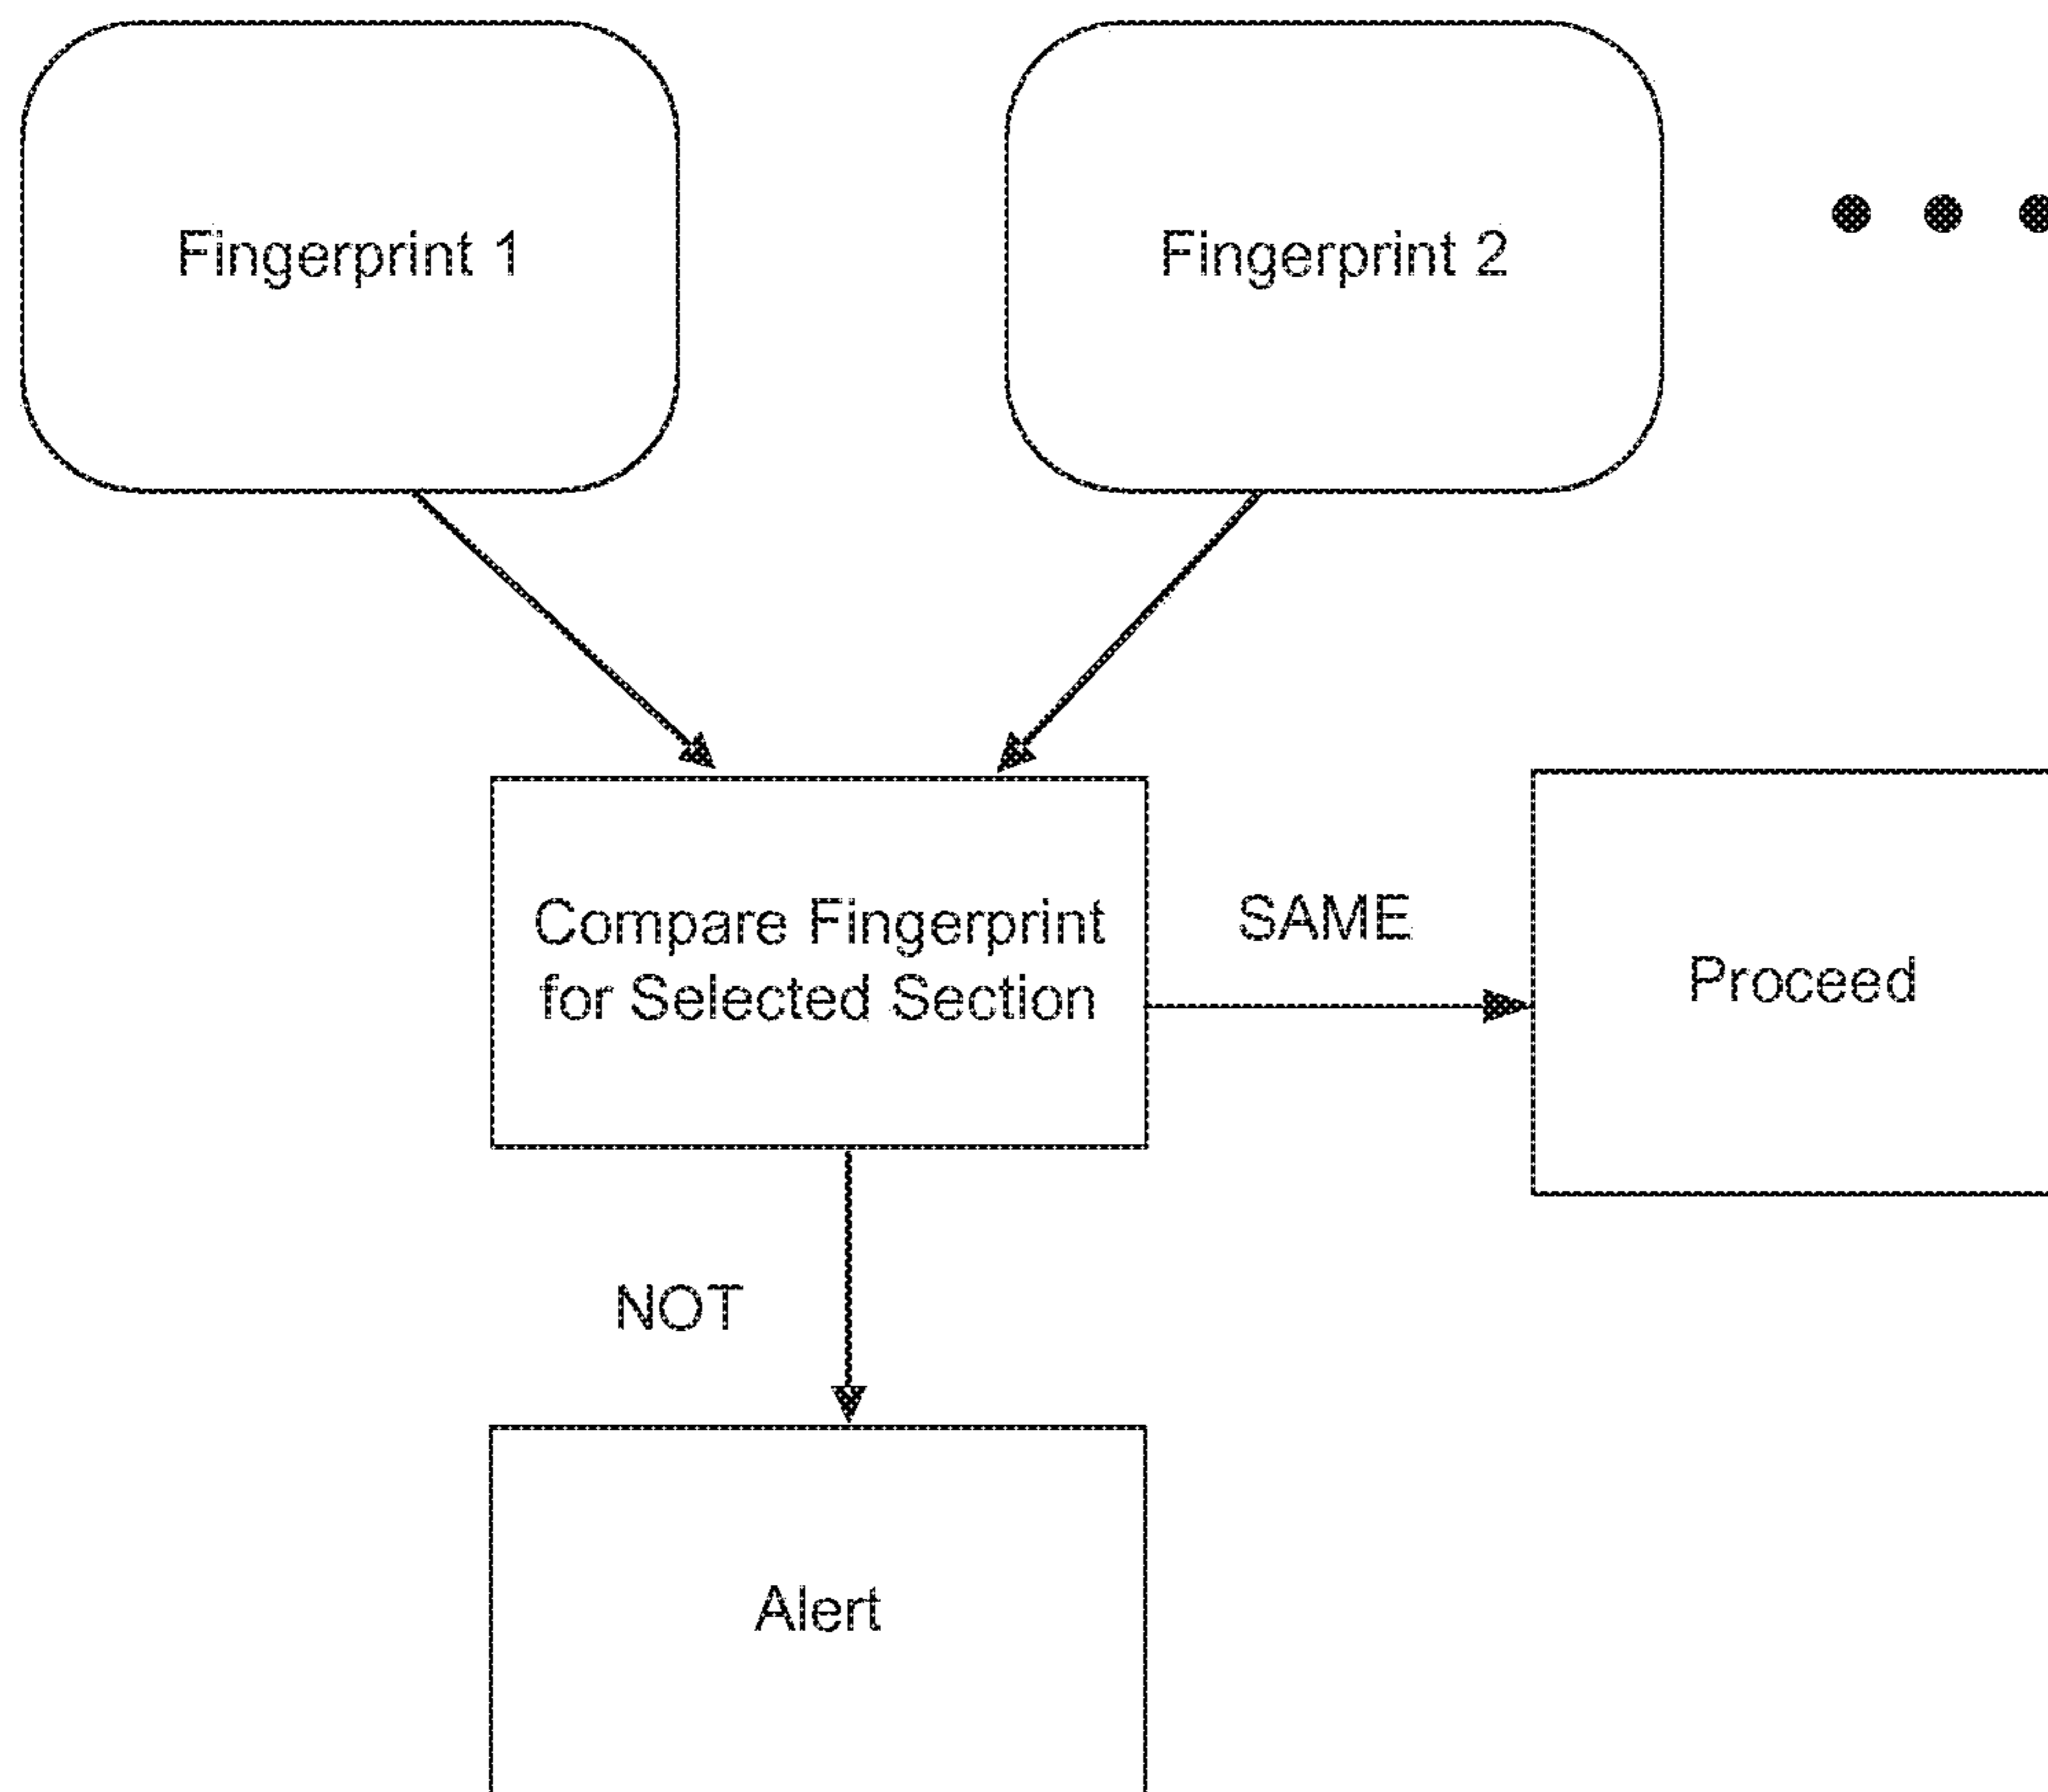 Fingerprint 1
Fingerprint 2
Compare Fingerprint
for Selected Section
SAME
Proceed
NOT
Alert